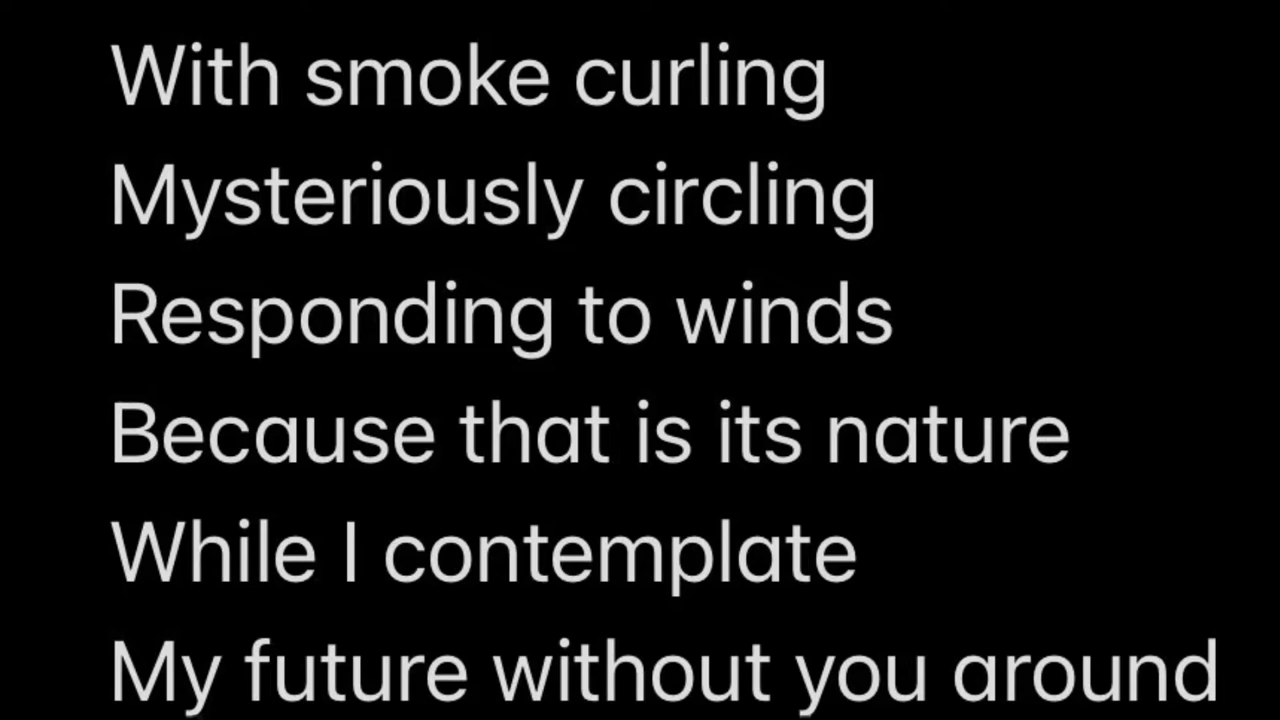 With smoke curling
Mysteriously circling
Responding to winds
Because that is its nature
While I contemplate
My future without you around